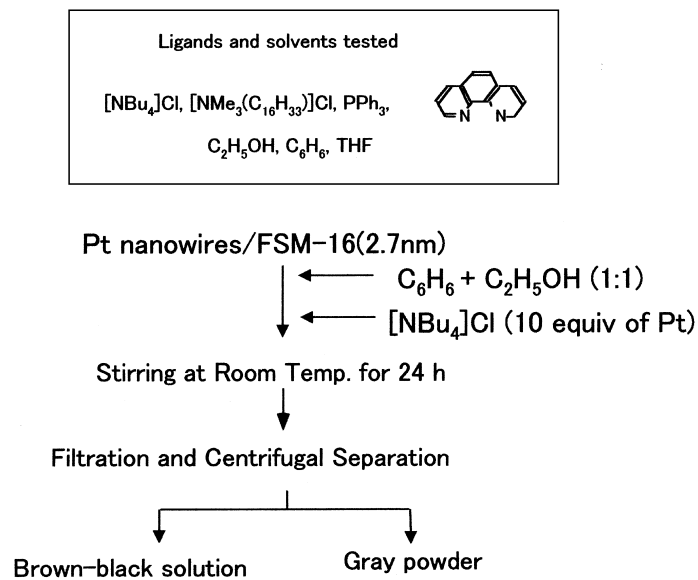 Ligands and solvents tested
[NBu₄]Cl, [NMe₃(C₁₆H₃₃)]Cl, PPh₃,
N N
C₂H₅OH, C₆H₆, THF
Pt nanowires/FSM-16(2.7nm)
C₆H₆ + C₂H₅OH (1:1)
[NBu₄]Cl (10 equiv of Pt)
Stirring at Room Temp. for 24 h
Filtration and Centrifugal Separation
Brown-black solution
Gray powder